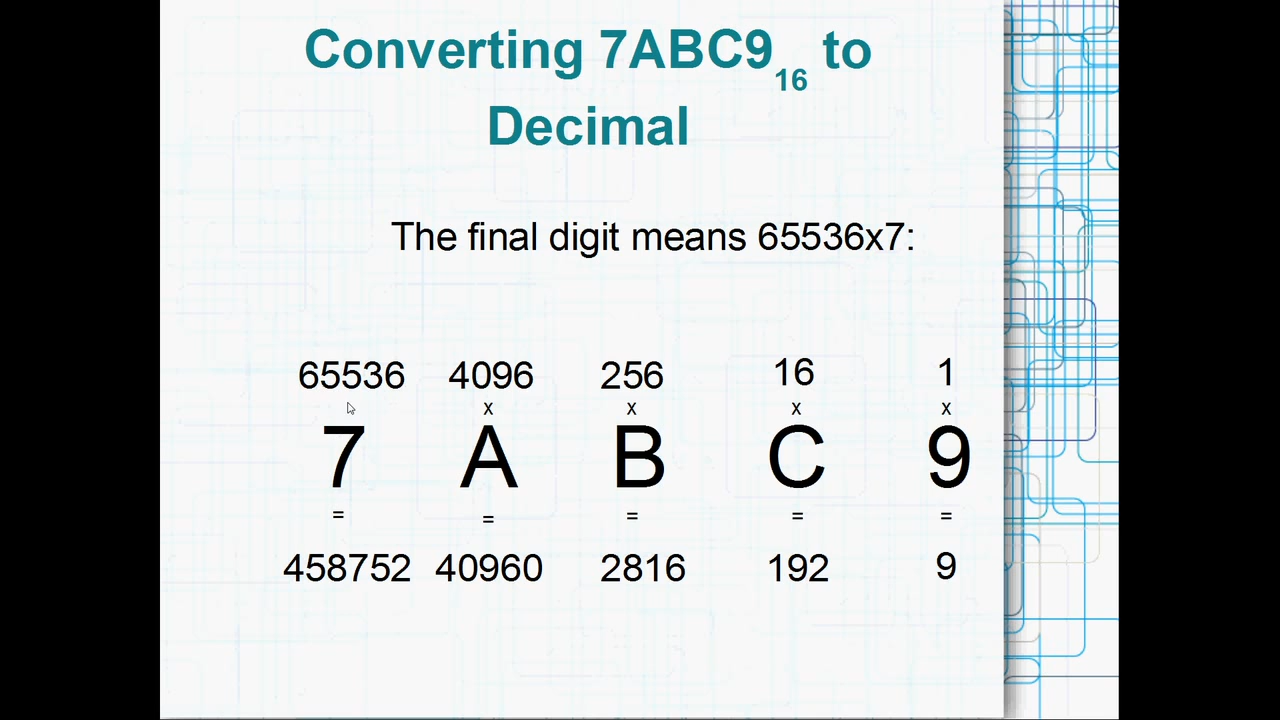 Converting 7ABC9₁₆ to
Decimal
The final digit means 65536x7:
65536 4096 256 16 1
x x x x
7 A B C 9
= = = = =
458752 40960 2816 192 9